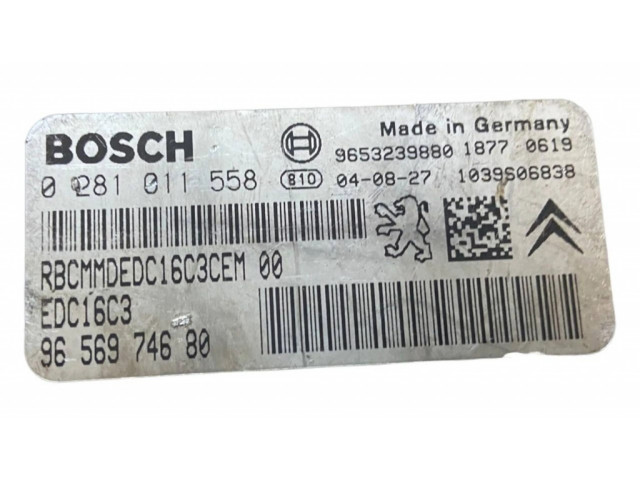 BOSCH
Made in Germany
9653239880 1877 0619
0 281 011 558 B10 04-08-27 1039S06838
RBCMMDEDC16C3CEM 00
EDC16C3
96 569 746 80